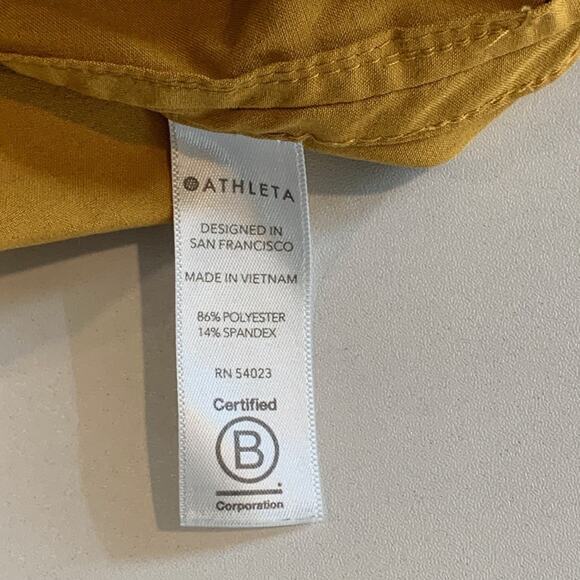 ATHLETA
DESIGNED IN
SAN FRANCISCO
MADE IN VIETNAM
86% POLYESTER
14% SPANDEX
RN 54023
Certified
B
Corporation